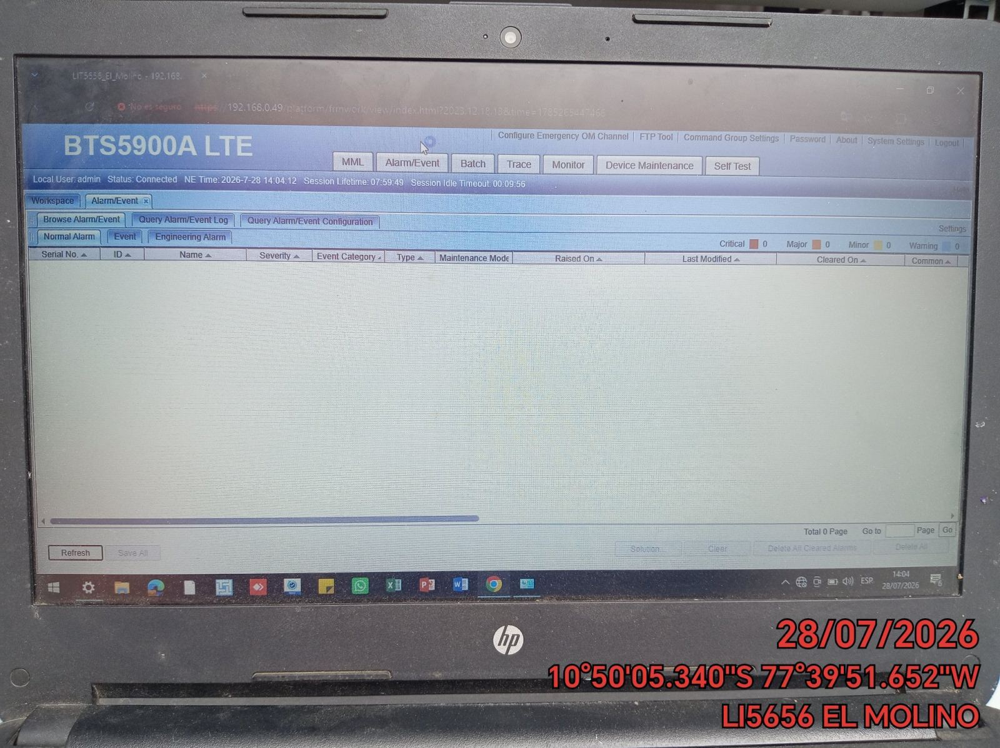 LIT5656_El_Molino - 192.168.
No es seguro https://192.168.0.49/platform/frmwork/view/index.html?2023.12.18.13&time=1785265447466
BTS5900A LTE
Configure Emergency OM Channel | FTP Tool | Command Group Settings | Password | About | System Settings | Logout
MML Alarm/Event Batch Trace Monitor Device Maintenance Self Test
Local User: admin Status: Connected NE Time: 2026-7-28 14:04:12 Session Lifetime: 07:59:49 Session Idle Timeout: 00:09:56
Workspace Alarm/Event
Browse Alarm/Event Query Alarm/Event Log Query Alarm/Event Configuration
Settings
Normal Alarm Event Engineering Alarm
Critical 0 Major 0 Minor 0 Warning 0
Serial No. ID Name Severity Event Category Type Maintenance Mode Raised On Last Modified Cleared On Common
Total 0 Page Go to Page Go
Refresh Save All Solution... Clear Delete All Cleared Alarms Delete All
ESP
14:04
28/07/2026
6
hp
28/07/2026
10°50'05.340"S 77°39'51.652"W
LI5656 EL MOLINO